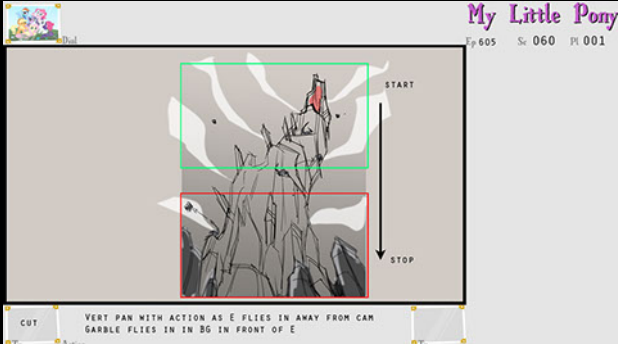 My Little Pony
Dial
Ep 605 Sc 060 Pl 001
START
STOP
CUT
VERT PAN WITH ACTION AS E FLIES IN AWAY FROM CAM
GARBLE FLIES IN IN BG IN FRONT OF E